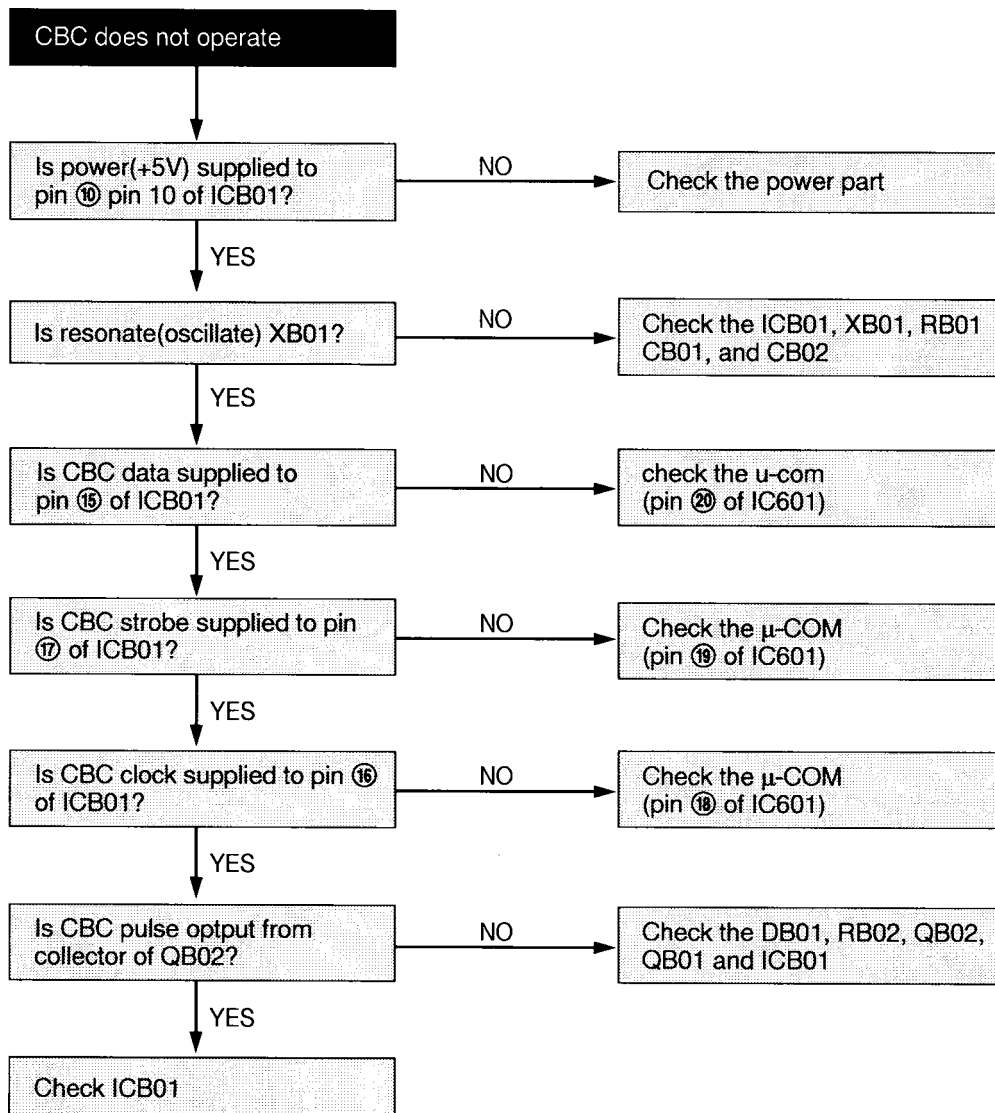 CBC does not operate
Is power(+5V) supplied to
pin ⑩ pin 10 of ICB01?
NO
Check the power part
YES
Is resonate(oscillate) XB01?
NO
Check the ICB01, XB01, RB01
CB01, and CB02
YES
Is CBC data supplied to
pin ⑮ of ICB01?
NO
check the u-com
(pin ⑳ of IC601)
YES
Is CBC strobe supplied to pin
⑰ of ICB01?
NO
Check the μ-COM
(pin ⑲ of IC601)
YES
Is CBC clock supplied to pin ⑯
of ICB01?
NO
Check the μ-COM
(pin ⑱ of IC601)
YES
Is CBC pulse optput from
collector of QB02?
NO
Check the DB01, RB02, QB02,
QB01 and ICB01
YES
Check ICB01